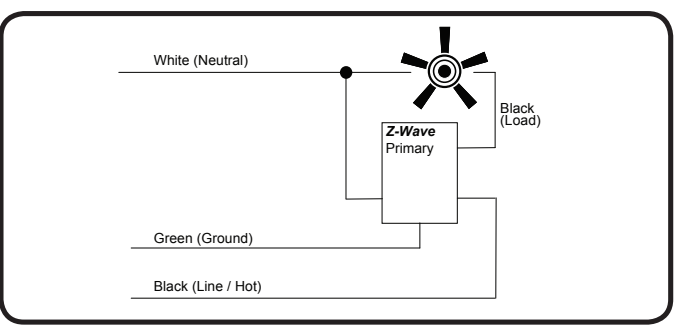 White (Neutral)
Black
(Load)
Z-Wave
Primary
Green (Ground)
Black (Line / Hot)